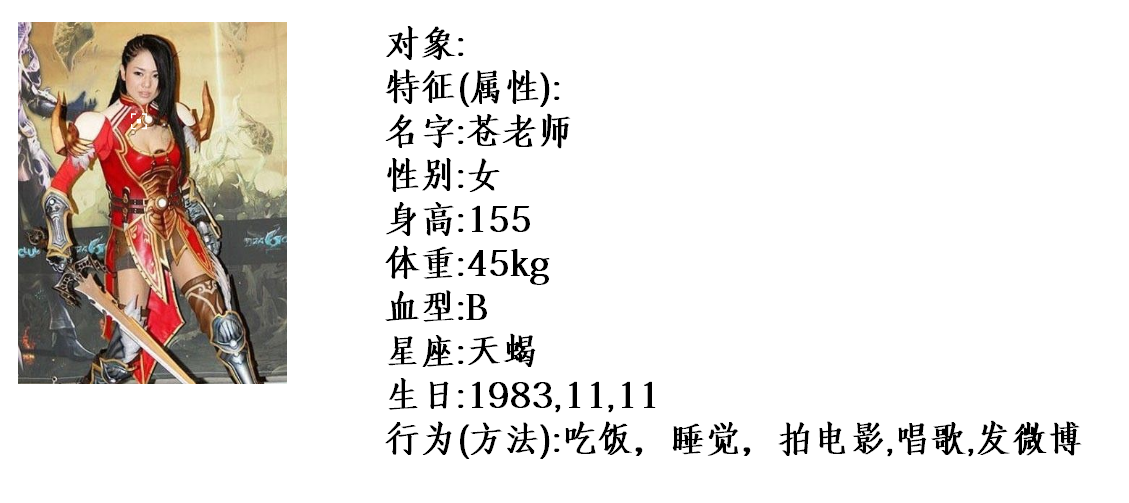 对象:
特征(属性):
名字:苍老师
性别:女
身高:155
体重:45kg
血型:B
星座:天蝎
生日:1983,11,11
行为(方法):吃饭，睡觉，拍电影,唱歌,发微博